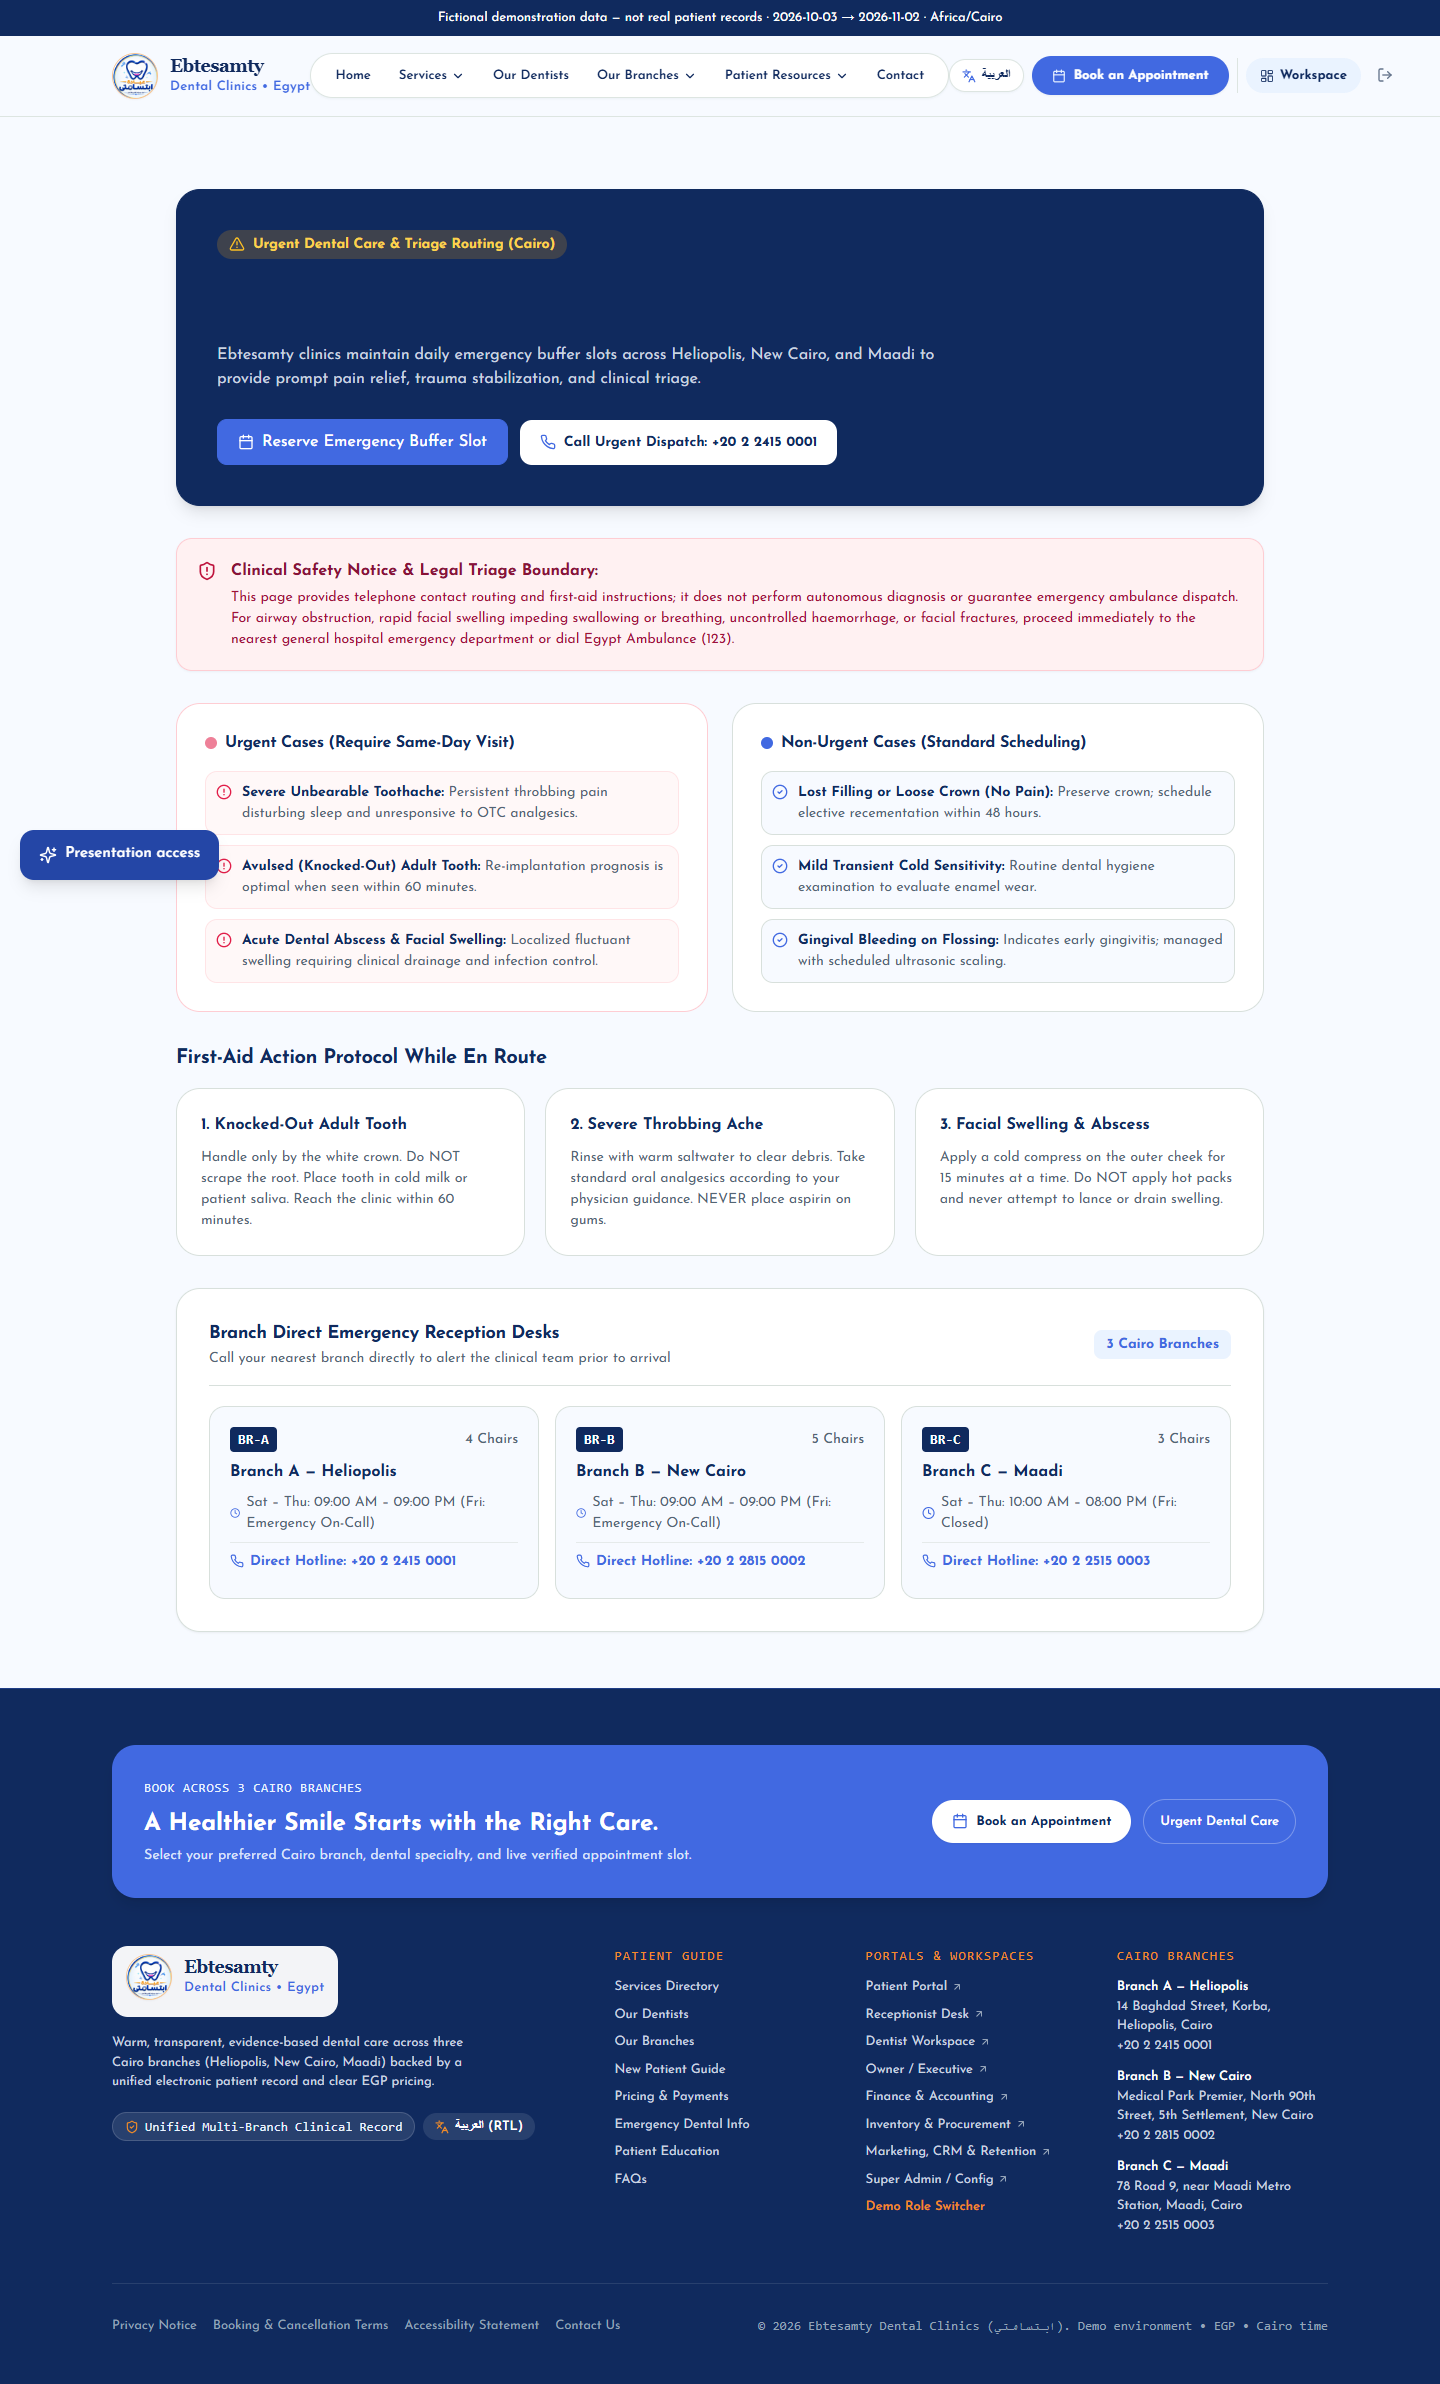 Fictional demonstration data — not real patient records · 2026-10-03 → 2026-11-02 · Africa/Cairo
Ebtesamty
Dental Clinics • Egypt
Home
Services
Our Dentists
Our Branches
Patient Resources
Contact
العربية
Book an Appointment
Workspace
Urgent Dental Care & Triage Routing (Cairo)
Ebtesamty clinics maintain daily emergency buffer slots across Heliopolis, New Cairo, and Maadi to
provide prompt pain relief, trauma stabilization, and clinical triage.
Reserve Emergency Buffer Slot
Call Urgent Dispatch: +20 2 2415 0001
Clinical Safety Notice & Legal Triage Boundary:
This page provides telephone contact routing and first-aid instructions; it does not perform autonomous diagnosis or guarantee emergency ambulance dispatch.
For airway obstruction, rapid facial swelling impeding swallowing or breathing, uncontrolled haemorrhage, or facial fractures, proceed immediately to the
nearest general hospital emergency department or dial Egypt Ambulance (123).
Urgent Cases (Require Same-Day Visit)
Severe Unbearable Toothache: Persistent throbbing pain
disturbing sleep and unresponsive to OTC analgesics.
Avulsed (Knocked-Out) Adult Tooth: Re-implantation prognosis is
optimal when seen within 60 minutes.
Acute Dental Abscess & Facial Swelling: Localized fluctuant
swelling requiring clinical drainage and infection control.
Presentation access
Non-Urgent Cases (Standard Scheduling)
Lost Filling or Loose Crown (No Pain): Preserve crown; schedule
elective recementation within 48 hours.
Mild Transient Cold Sensitivity: Routine dental hygiene
examination to evaluate enamel wear.
Gingival Bleeding on Flossing: Indicates early gingivitis; managed
with scheduled ultrasonic scaling.
First-Aid Action Protocol While En Route
1. Knocked-Out Adult Tooth
Handle only by the white crown. Do NOT
scrape the root. Place tooth in cold milk or
patient saliva. Reach the clinic within 60
minutes.
2. Severe Throbbing Ache
Rinse with warm saltwater to clear debris. Take
standard oral analgesics according to your
physician guidance. NEVER place aspirin on
gums.
3. Facial Swelling & Abscess
Apply a cold compress on the outer cheek for
15 minutes at a time. Do NOT apply hot packs
and never attempt to lance or drain swelling.
Branch Direct Emergency Reception Desks
Call your nearest branch directly to alert the clinical team prior to arrival
3 Cairo Branches
BR-A
4 Chairs
Branch A — Heliopolis
Sat – Thu: 09:00 AM – 09:00 PM (Fri:
Emergency On-Call)
Direct Hotline: +20 2 2415 0001
BR-B
5 Chairs
Branch B — New Cairo
Sat – Thu: 09:00 AM – 09:00 PM (Fri:
Emergency On-Call)
Direct Hotline: +20 2 2815 0002
BR-C
3 Chairs
Branch C — Maadi
Sat – Thu: 10:00 AM – 08:00 PM (Fri:
Closed)
Direct Hotline: +20 2 2515 0003
BOOK ACROSS 3 CAIRO BRANCHES
A Healthier Smile Starts with the Right Care.
Select your preferred Cairo branch, dental specialty, and live verified appointment slot.
Book an Appointment
Urgent Dental Care
Ebtesamty
Dental Clinics • Egypt
Warm, transparent, evidence-based dental care across three
Cairo branches (Heliopolis, New Cairo, Maadi) backed by a
unified electronic patient record and clear EGP pricing.
Unified Multi-Branch Clinical Record
العربية (RTL)
PATIENT GUIDE
Services Directory
Our Dentists
Our Branches
New Patient Guide
Pricing & Payments
Emergency Dental Info
Patient Education
FAQs
PORTALS & WORKSPACES
Patient Portal
Receptionist Desk
Dentist Workspace
Owner / Executive
Finance & Accounting
Inventory & Procurement
Marketing, CRM & Retention
Super Admin / Config
Demo Role Switcher
CAIRO BRANCHES
Branch A — Heliopolis
14 Baghdad Street, Korba,
Heliopolis, Cairo
+20 2 2415 0001
Branch B — New Cairo
Medical Park Premier, North 90th
Street, 5th Settlement, New Cairo
+20 2 2815 0002
Branch C — Maadi
78 Road 9, near Maadi Metro
Station, Maadi, Cairo
+20 2 2515 0003
Privacy Notice
Booking & Cancellation Terms
Accessibility Statement
Contact Us
© 2026 Ebtesamty Dental Clinics (ابتسامتي). Demo environment • EGP • Cairo time